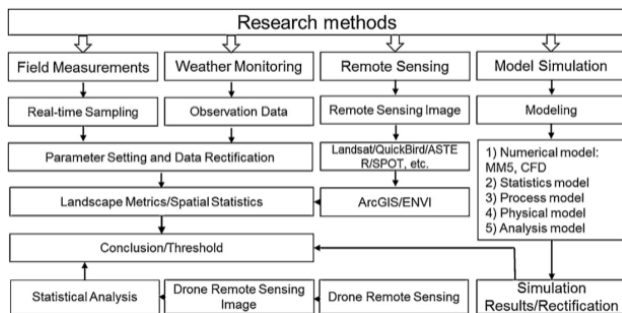 Research methods
Field Measurements
Weather Monitoring
Remote Sensing
Model Simulation
Real-time Sampling
Observation Data
Remote Sensing Image
Modeling
Parameter Setting and Data Rectification
Landsat/QuickBird/ASTE
R/SPOT, etc.
1) Numerical model:
MM5, CFD
2) Statistics model
3) Process model
4) Physical model
5) Analysis model
Landscape Metrics/Spatial Statistics
ArcGIS/ENVI
Conclusion/Threshold
Statistical Analysis
Drone Remote Sensing
Image
Drone Remote Sensing
Simulation
Results/Rectification